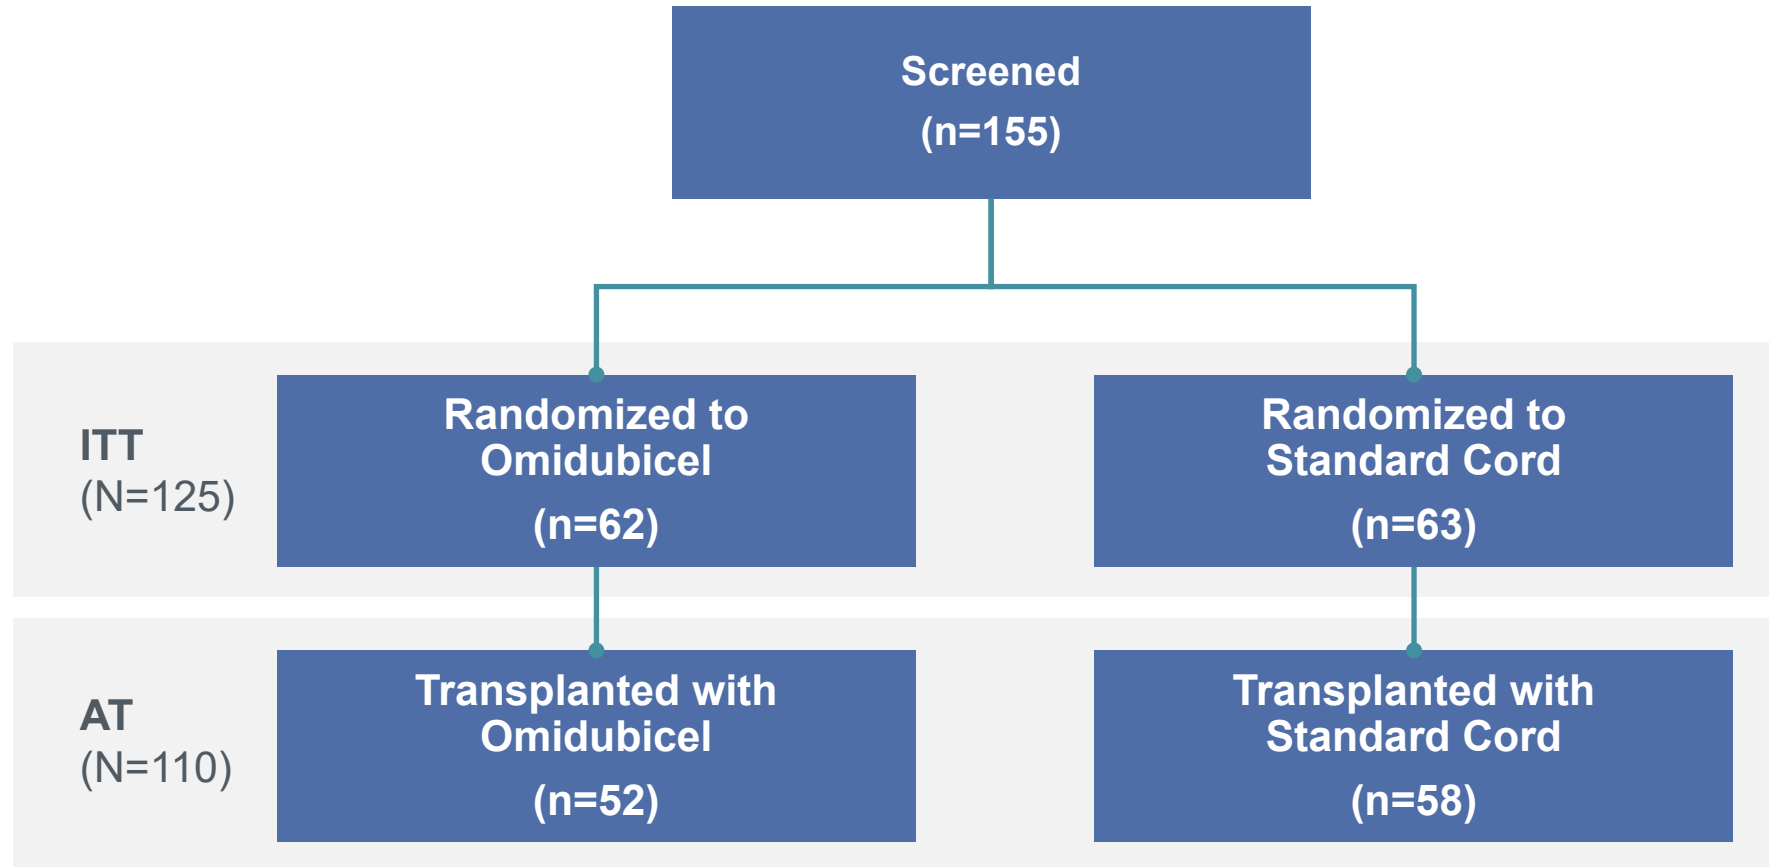 Screened
(n=155)
ITT
(N=125)
Randomized to
Omidubicel
(n=62)
Randomized to
Standard Cord
(n=63)
AT
(N=110)
Transplanted with
Omidubicel
(n=52)
Transplanted with
Standard Cord
(n=58)